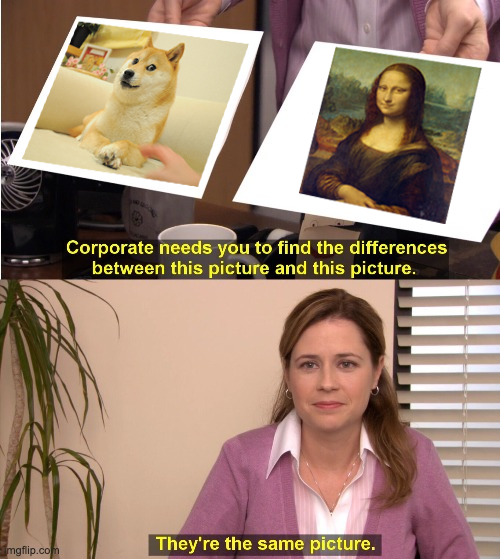 Corporate needs you to find the differences
between this picture and this picture.
They're the same picture.
imgflip.com